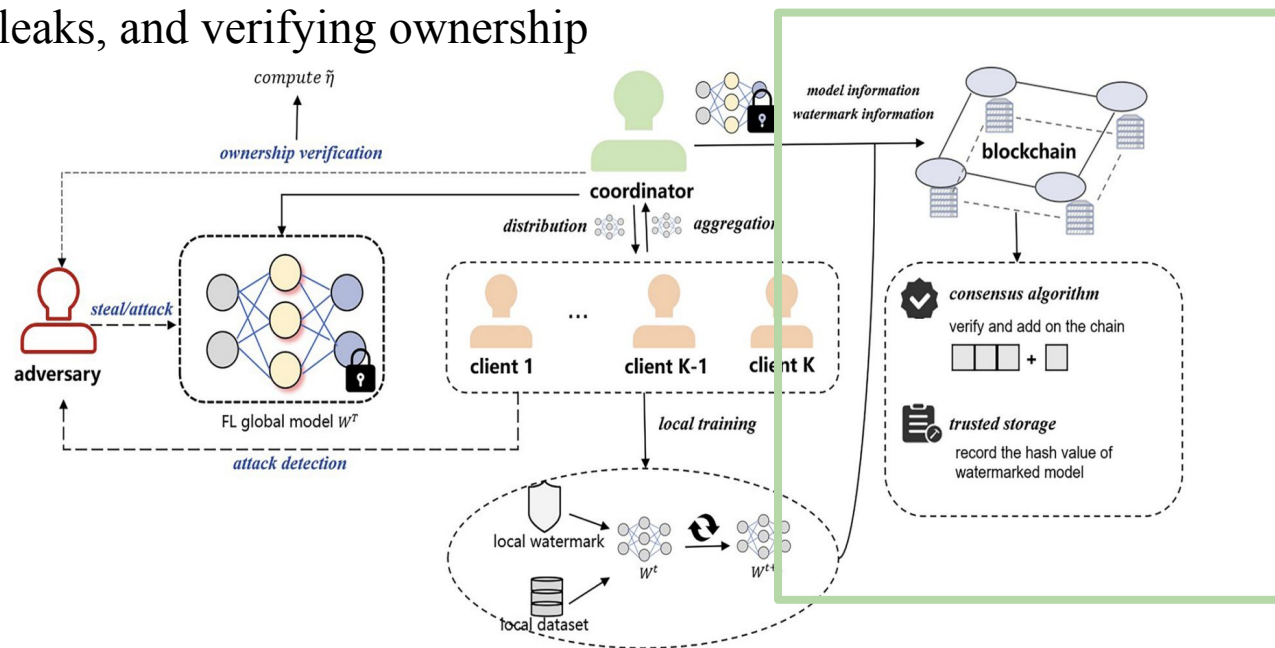 leaks, and verifying ownership
compute η̃
ownership verification
model information
watermark information
blockchain
coordinator
distribution
aggregation
steal/attack
adversary
FL global model Wᵀ
attack detection
client 1
...
client K-1
client K
local training
local watermark
local dataset
Wᵗ
consensus algorithm
verify and add on the chain
+
trusted storage
record the hash value of
watermarked model